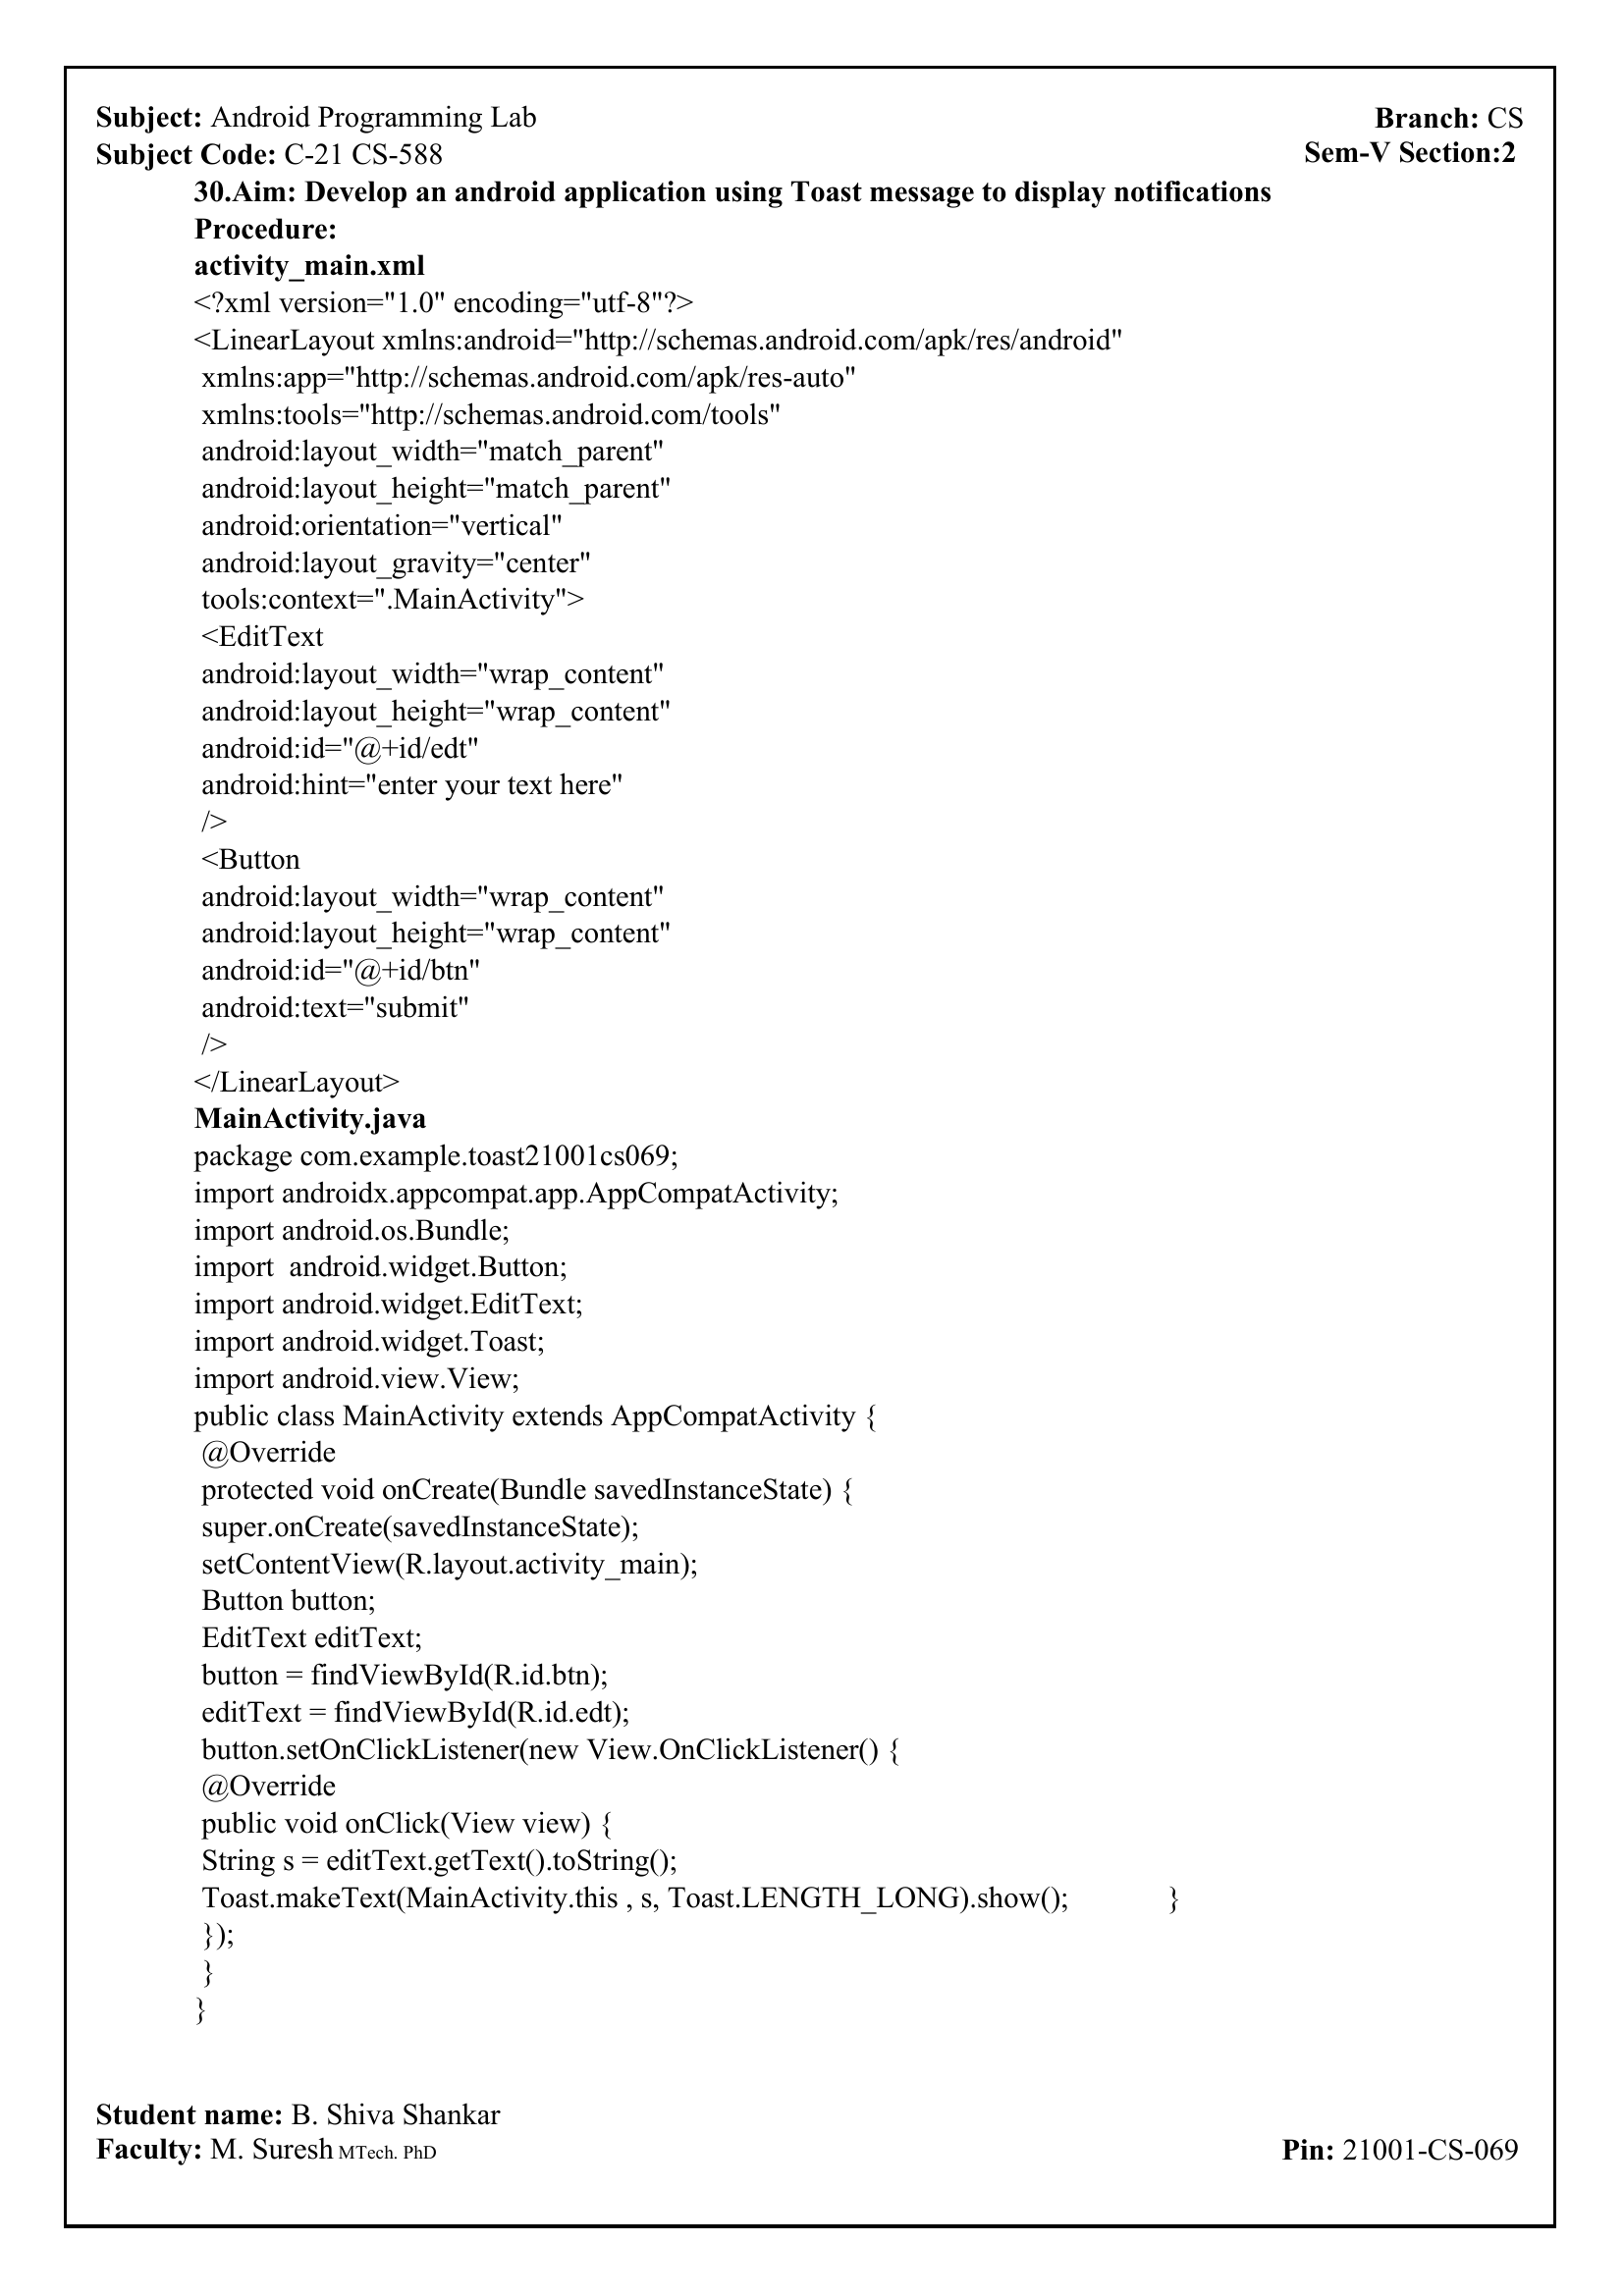 Subject: Android Programming Lab Branch: CS
Subject Code: C-21 CS-588 Sem-V Section:2
30.Aim: Develop an android application using Toast message to display notifications
Procedure:
activity_main.xml
<?xml version="1.0" encoding="utf-8"?>
<LinearLayout xmlns:android="http://schemas.android.com/apk/res/android"
xmlns:app="http://schemas.android.com/apk/res-auto"
xmlns:tools="http://schemas.android.com/tools"
android:layout_width="match_parent"
android:layout_height="match_parent"
android:orientation="vertical"
android:layout_gravity="center"
tools:context=".MainActivity">
<EditText
android:layout_width="wrap_content"
android:layout_height="wrap_content"
android:id="@+id/edt"
android:hint="enter your text here"
/>
<Button
android:layout_width="wrap_content"
android:layout_height="wrap_content"
android:id="@+id/btn"
android:text="submit"
/>
</LinearLayout>
MainActivity.java
package com.example.toast21001cs069;
import androidx.appcompat.app.AppCompatActivity;
import android.os.Bundle;
import  android.widget.Button;
import android.widget.EditText;
import android.widget.Toast;
import android.view.View;
public class MainActivity extends AppCompatActivity {
@Override
protected void onCreate(Bundle savedInstanceState) {
super.onCreate(savedInstanceState);
setContentView(R.layout.activity_main);
Button button;
EditText editText;
button = findViewById(R.id.btn);
editText = findViewById(R.id.edt);
button.setOnClickListener(new View.OnClickListener() {
@Override
public void onClick(View view) {
String s = editText.getText().toString();
Toast.makeText(MainActivity.this , s, Toast.LENGTH_LONG).show(); }
});
}
}
Student name: B. Shiva Shankar
Faculty: M. Suresh MTech. PhD Pin: 21001-CS-069